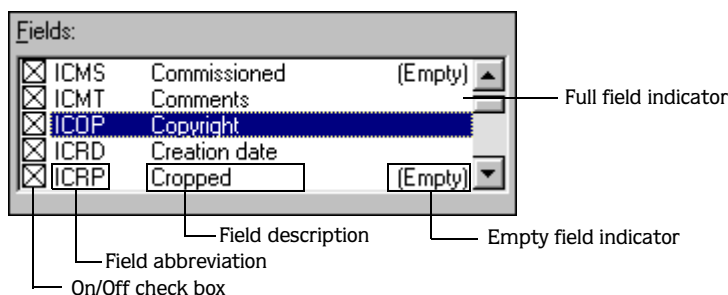 Fields:
ICMS Commissioned (Empty)
ICMT Comments
Full field indicator
ICOP Copyright
ICRD Creation date
ICRP Cropped (Empty)
Field description
Empty field indicator
Field abbreviation
On/Off check box